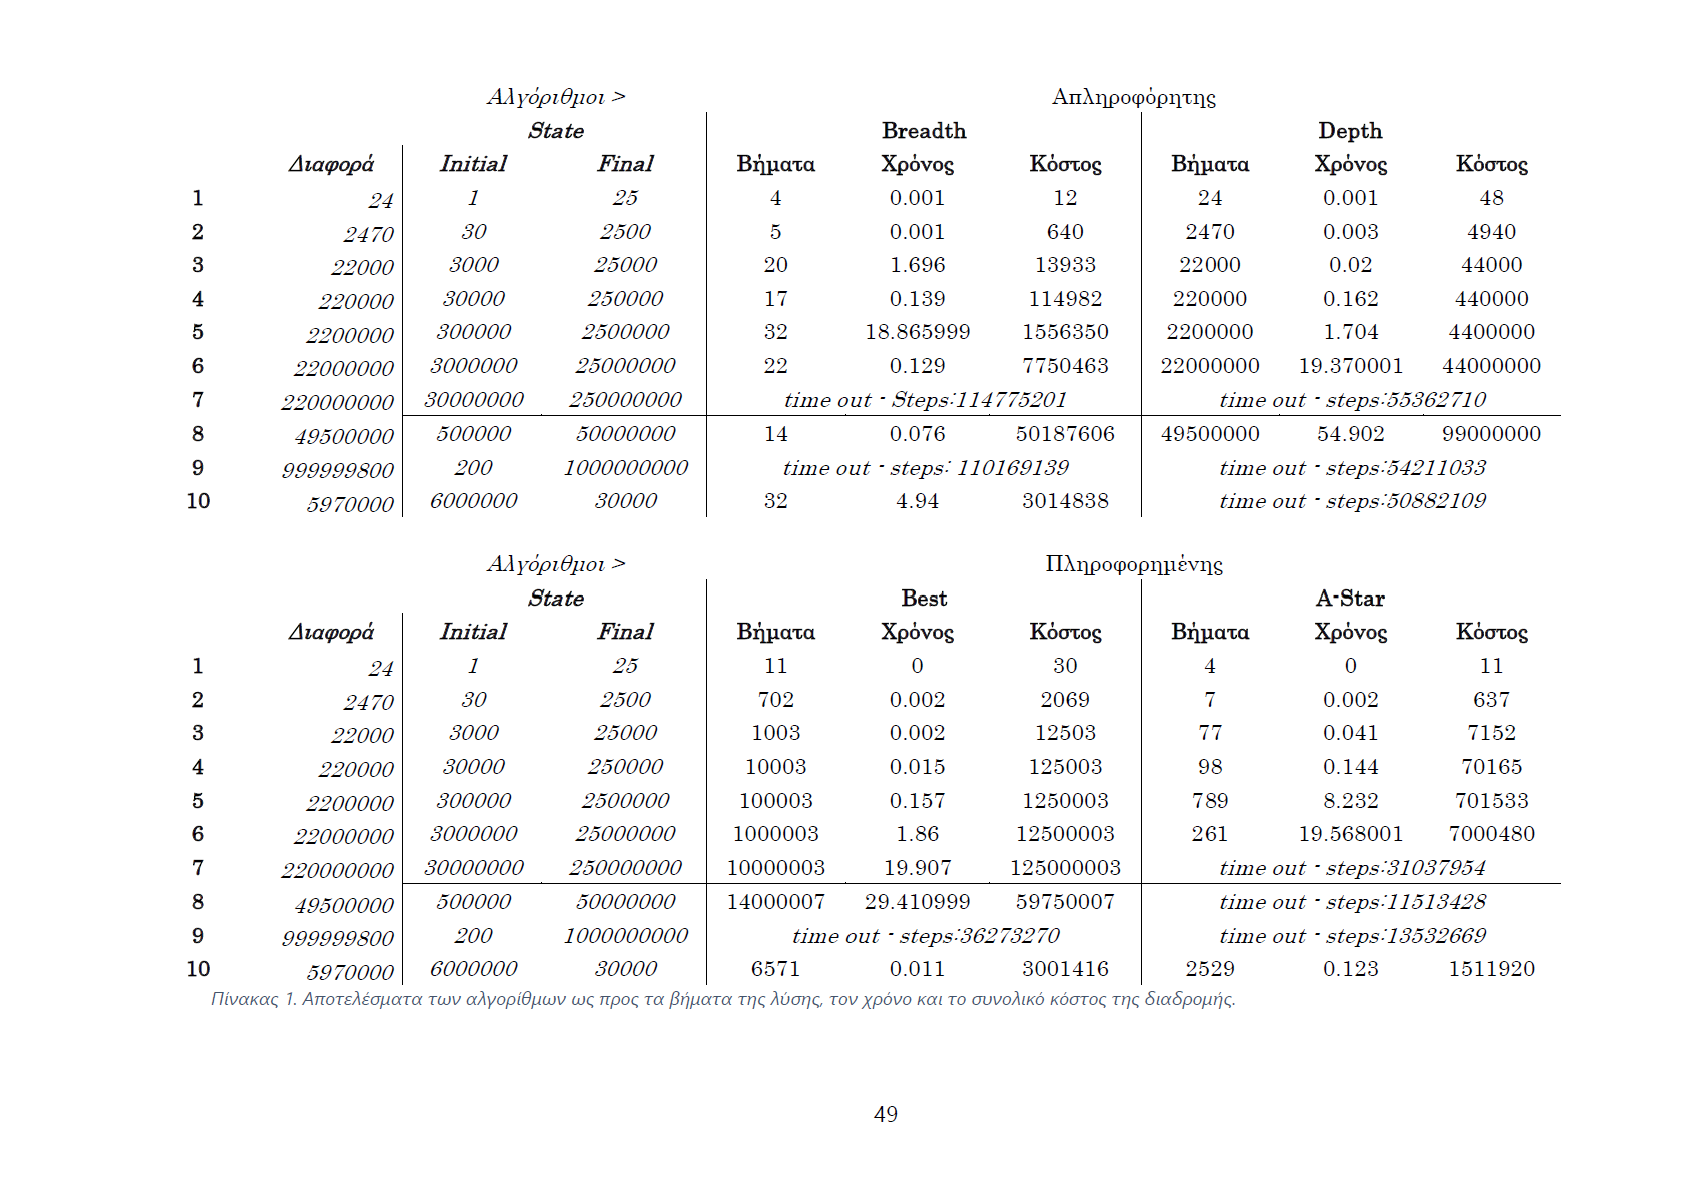 Αλγόριθμοι > Απληροφόρητης
State Breadth Depth
Διαφορά Initial Final Βήματα Χρόνος Κόστος Βήματα Χρόνος Κόστος
1 24 1 25 4 0.001 12 24 0.001 48
2 2470 30 2500 5 0.001 640 2470 0.003 4940
3 22000 3000 25000 20 1.696 13933 22000 0.02 44000
4 220000 30000 250000 17 0.139 114982 220000 0.162 440000
5 2200000 300000 2500000 32 18.865999 1556350 2200000 1.704 4400000
6 22000000 3000000 25000000 22 0.129 7750463 22000000 19.370001 44000000
7 220000000 30000000 250000000 time out - Steps:114775201 time out - steps:55362710
8 49500000 500000 50000000 14 0.076 50187606 49500000 54.902 99000000
9 999999800 200 1000000000 time out - steps: 110169139 time out - steps:54211033
10 5970000 6000000 30000 32 4.94 3014838 time out - steps:50882109
Αλγόριθμοι > Πληροφορημένης
State Best A-Star
Διαφορά Initial Final Βήματα Χρόνος Κόστος Βήματα Χρόνος Κόστος
1 24 1 25 11 0 30 4 0 11
2 2470 30 2500 702 0.002 2069 7 0.002 637
3 22000 3000 25000 1003 0.002 12503 77 0.041 7152
4 220000 30000 250000 10003 0.015 125003 98 0.144 70165
5 2200000 300000 2500000 100003 0.157 1250003 789 8.232 701533
6 22000000 3000000 25000000 1000003 1.86 12500003 261 19.568001 7000480
7 220000000 30000000 250000000 10000003 19.907 125000003 time out - steps:31037954
8 49500000 500000 50000000 14000007 29.410999 59750007 time out - steps:11513428
9 999999800 200 1000000000 time out - steps:36273270 time out - steps:13532669
10 5970000 6000000 30000 6571 0.011 3001416 2529 0.123 1511920
Πίνακας 1. Αποτελέσματα των αλγορίθμων ως προς τα βήματα της λύσης, τον χρόνο και το συνολικό κόστος της διαδρομής.
49